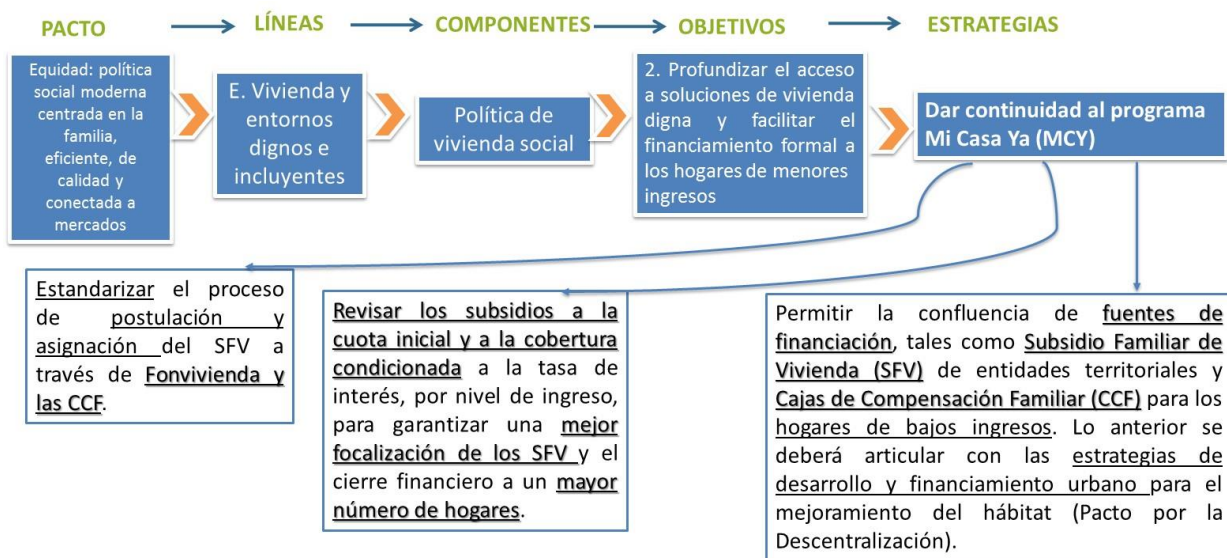 PACTO
LÍNEAS
COMPONENTES
OBJETIVOS
ESTRATEGIAS
Equidad: política
social moderna
centrada en la
familia,
eficiente, de
calidad y
conectada a
mercados
E. Vivienda y
entornos
dignos e
incluyentes
Política de
vivienda social
2. Profundizar el acceso
a soluciones de vivienda
digna y facilitar el
financiamiento formal a
los hogares de menores
ingresos
Dar continuidad al programa
Mi Casa Ya (MCY)
Estandarizar el proceso
de postulación y
asignación del SFV a
través de Fonvivienda y
las CCF.
Revisar los subsidios a la
cuota inicial y a la cobertura
condicionada a la tasa de
interés, por nivel de ingreso,
para garantizar una mejor
focalización de los SFV y el
cierre financiero a un mayor
número de hogares.
Permitir la confluencia de fuentes de
financiación, tales como Subsidio Familiar de
Vivienda (SFV) de entidades territoriales y
Cajas de Compensación Familiar (CCF) para los
hogares de bajos ingresos. Lo anterior se
deberá articular con las estrategias de
desarrollo y financiamiento urbano para el
mejoramiento del hábitat (Pacto por la
Descentralización).